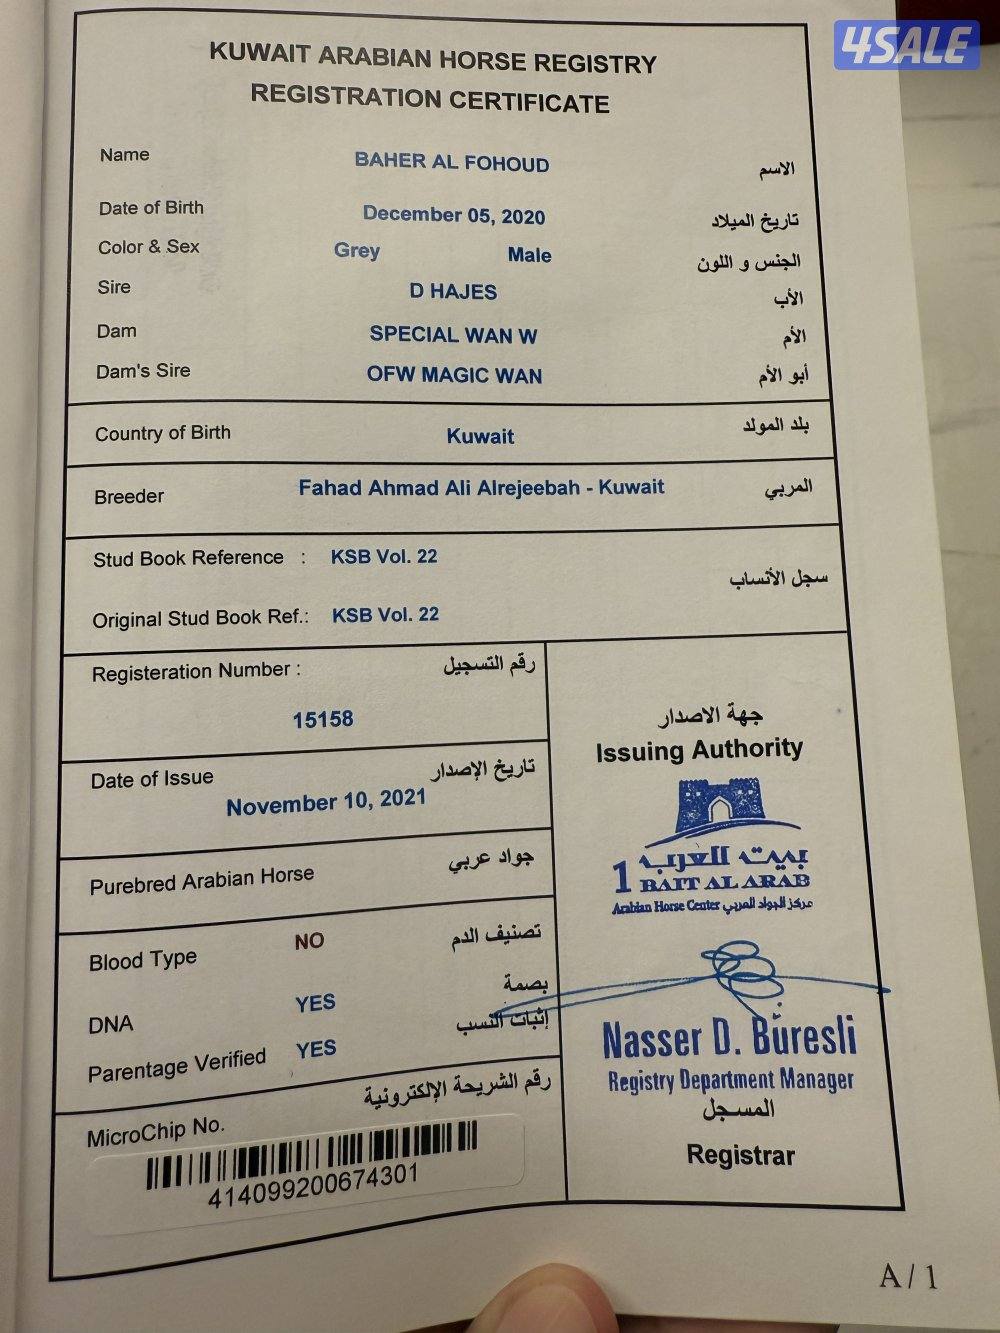 4SALE
KUWAIT ARABIAN HORSE REGISTRY
REGISTRATION CERTIFICATE
Name BAHER AL FOHOUD الاسم
Date of Birth December 05, 2020 تاريخ الميلاد
Color & Sex Grey Male الجنس و اللون
Sire D HAJES الأب
Dam SPECIAL WAN W الأم
Dam's Sire OFW MAGIC WAN أبو الأم
Country of Birth Kuwait بلد المولد
Breeder Fahad Ahmad Ali Alrejeebah - Kuwait المربي
Stud Book Reference : KSB Vol. 22
سجل الأنساب
Original Stud Book Ref.: KSB Vol. 22
Registeration Number : رقم التسجيل
15158
Date of Issue تاريخ الإصدار
November 10, 2021
Purebred Arabian Horse جواد عربي
Blood Type NO تصنيف الدم
DNA YES بصمة
Parentage Verified YES إثبات النسب
MicroChip No. رقم الشريحة الإلكترونية
414099200674301
جهة الاصدار
Issuing Authority
بيت العرب
1 BAIT AL ARAB
Arabian Horse Center مركز الجواد العربي
Nasser D. Buresli
Registry Department Manager
المسجل
Registrar
A / 1